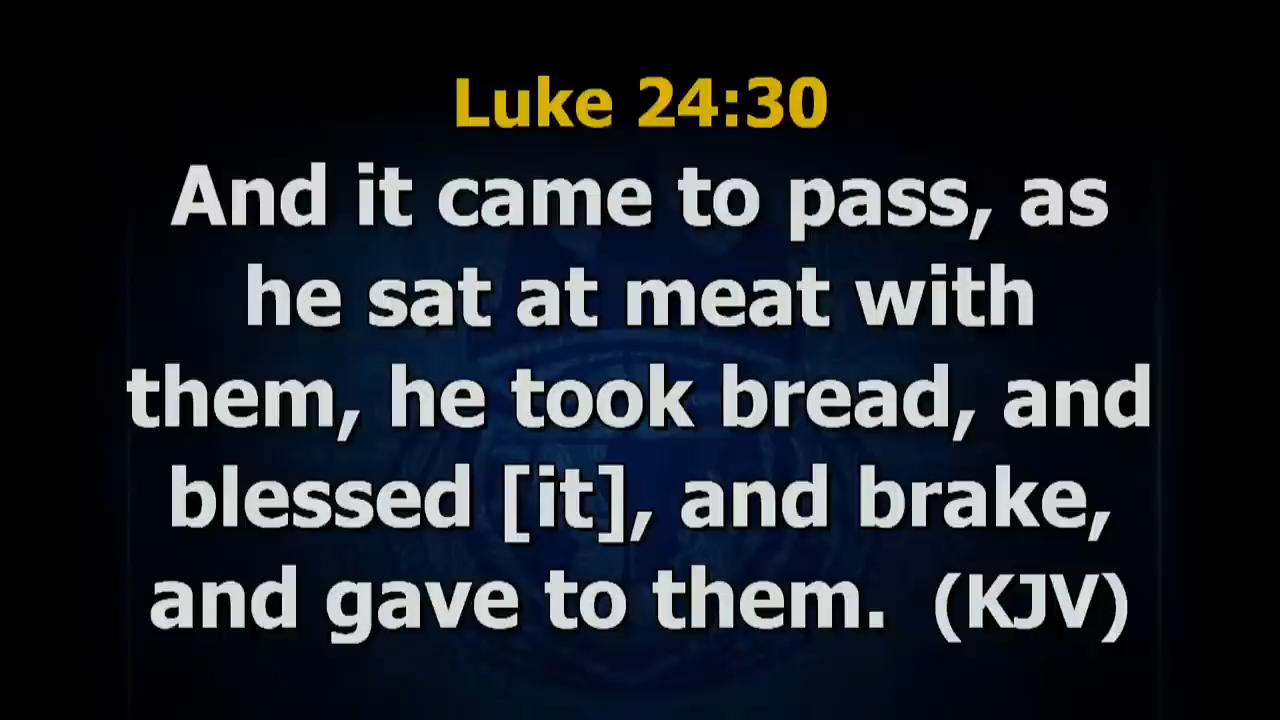 Luke 24:30
And it came to pass, as
he sat at meat with
them, he took bread, and
blessed [it], and brake,
and gave to them.  (KJV)